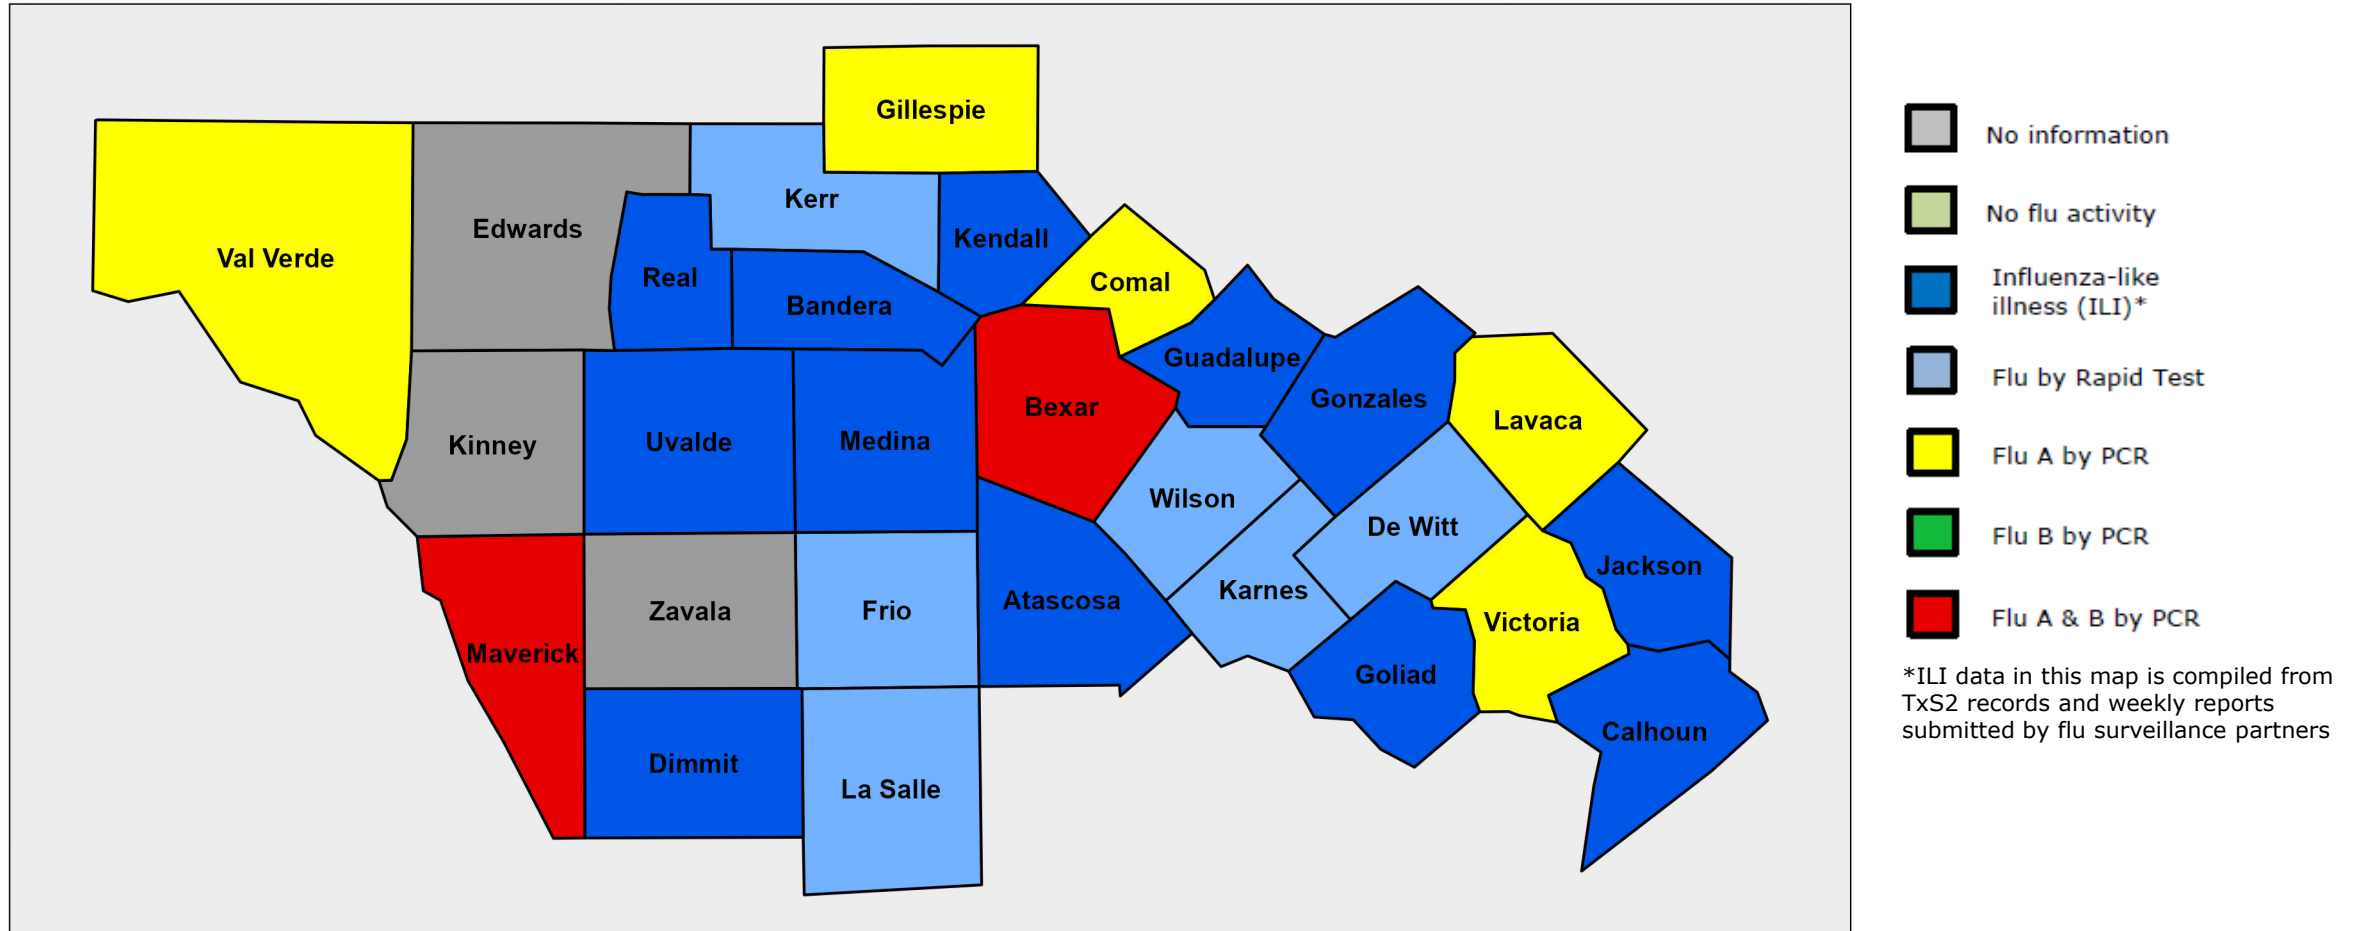 Gillespie
Kerr
Edwards
Kendall
Val Verde
Real
Comal
Bandera
Guadalupe
Gonzales
Bexar
Lavaca
Kinney
Uvalde
Medina
Wilson
De Witt
Jackson
Karnes
Atascosa
Zavala
Frio
Victoria
Maverick
Goliad
Calhoun
Dimmit
La Salle
No information
No flu activity
Influenza-like
illness (ILI)*
Flu by Rapid Test
Flu A by PCR
Flu B by PCR
Flu A & B by PCR
*ILI data in this map is compiled from
TxS2 records and weekly reports
submitted by flu surveillance partners